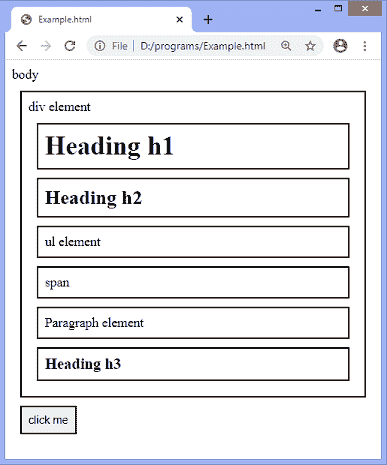 Example.html
File | D:/programs/Example.html
body
div element
Heading h1
Heading h2
ul element
span
Paragraph element
Heading h3
click me